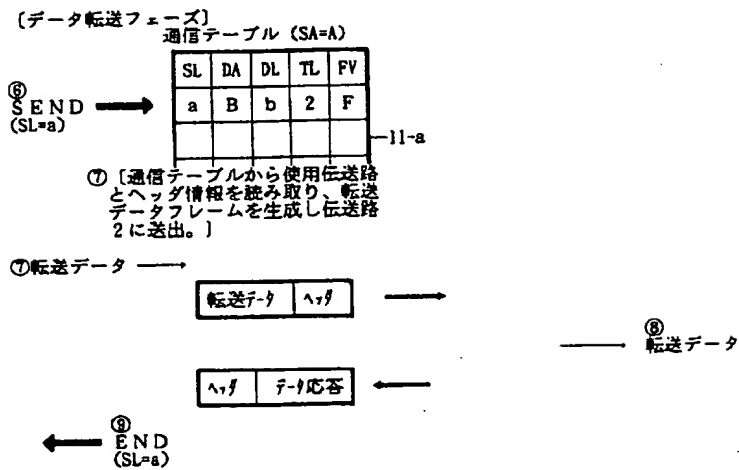 〔データ転送フェーズ〕
通信テーブル (SA=A)
SL DA DL TL FV
⑥
SEND
(SL=a)
a B b 2 F
11-a
⑦〔通信テーブルから使用伝送路
とヘッダ情報を読み取り、転送
データフレームを生成し伝送路
2に送出。〕
⑦転送データ
転送データ ヘッダ
⑧
転送データ
ヘッダ データ応答
⑨
END
(SL=a)